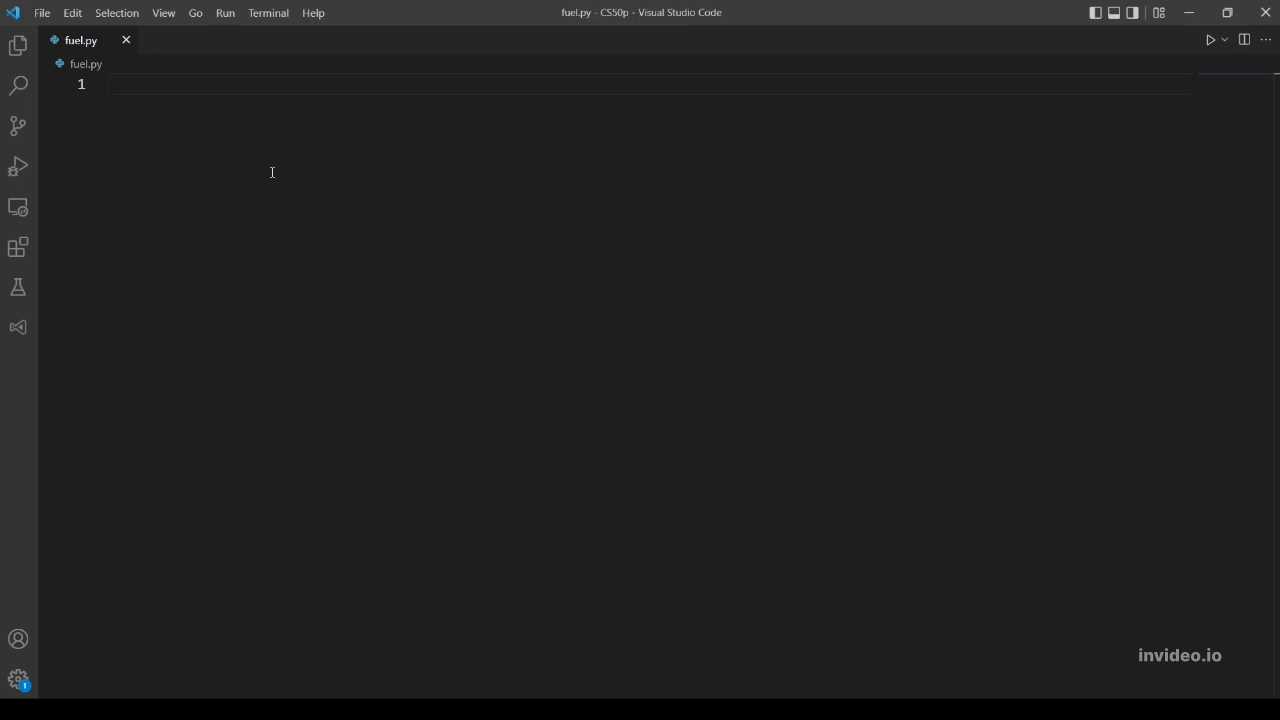 File Edit Selection View Go Run Terminal Help fuel.py - CS50p - Visual Studio Code
fuel.py
fuel.py
1
invideo.io
1